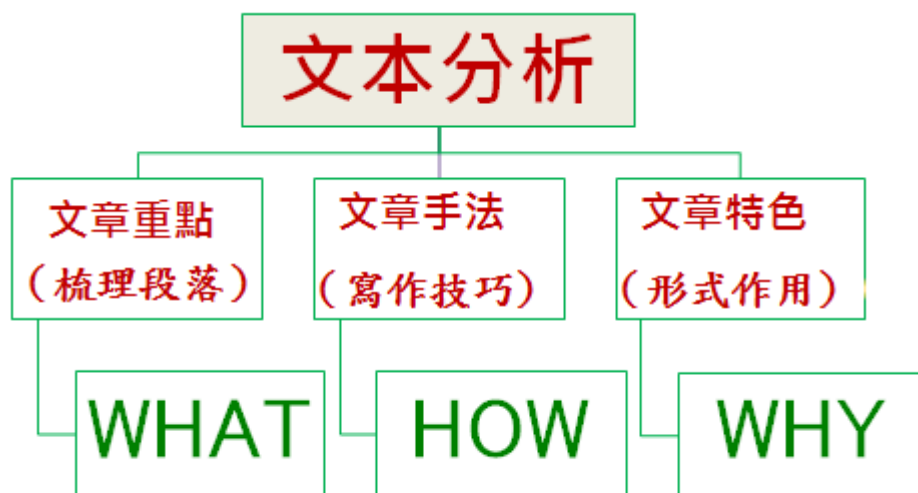 文本分析
文章重點
（梳理段落）
文章手法
（寫作技巧）
文章特色
（形式作用）
WHAT
HOW
WHY